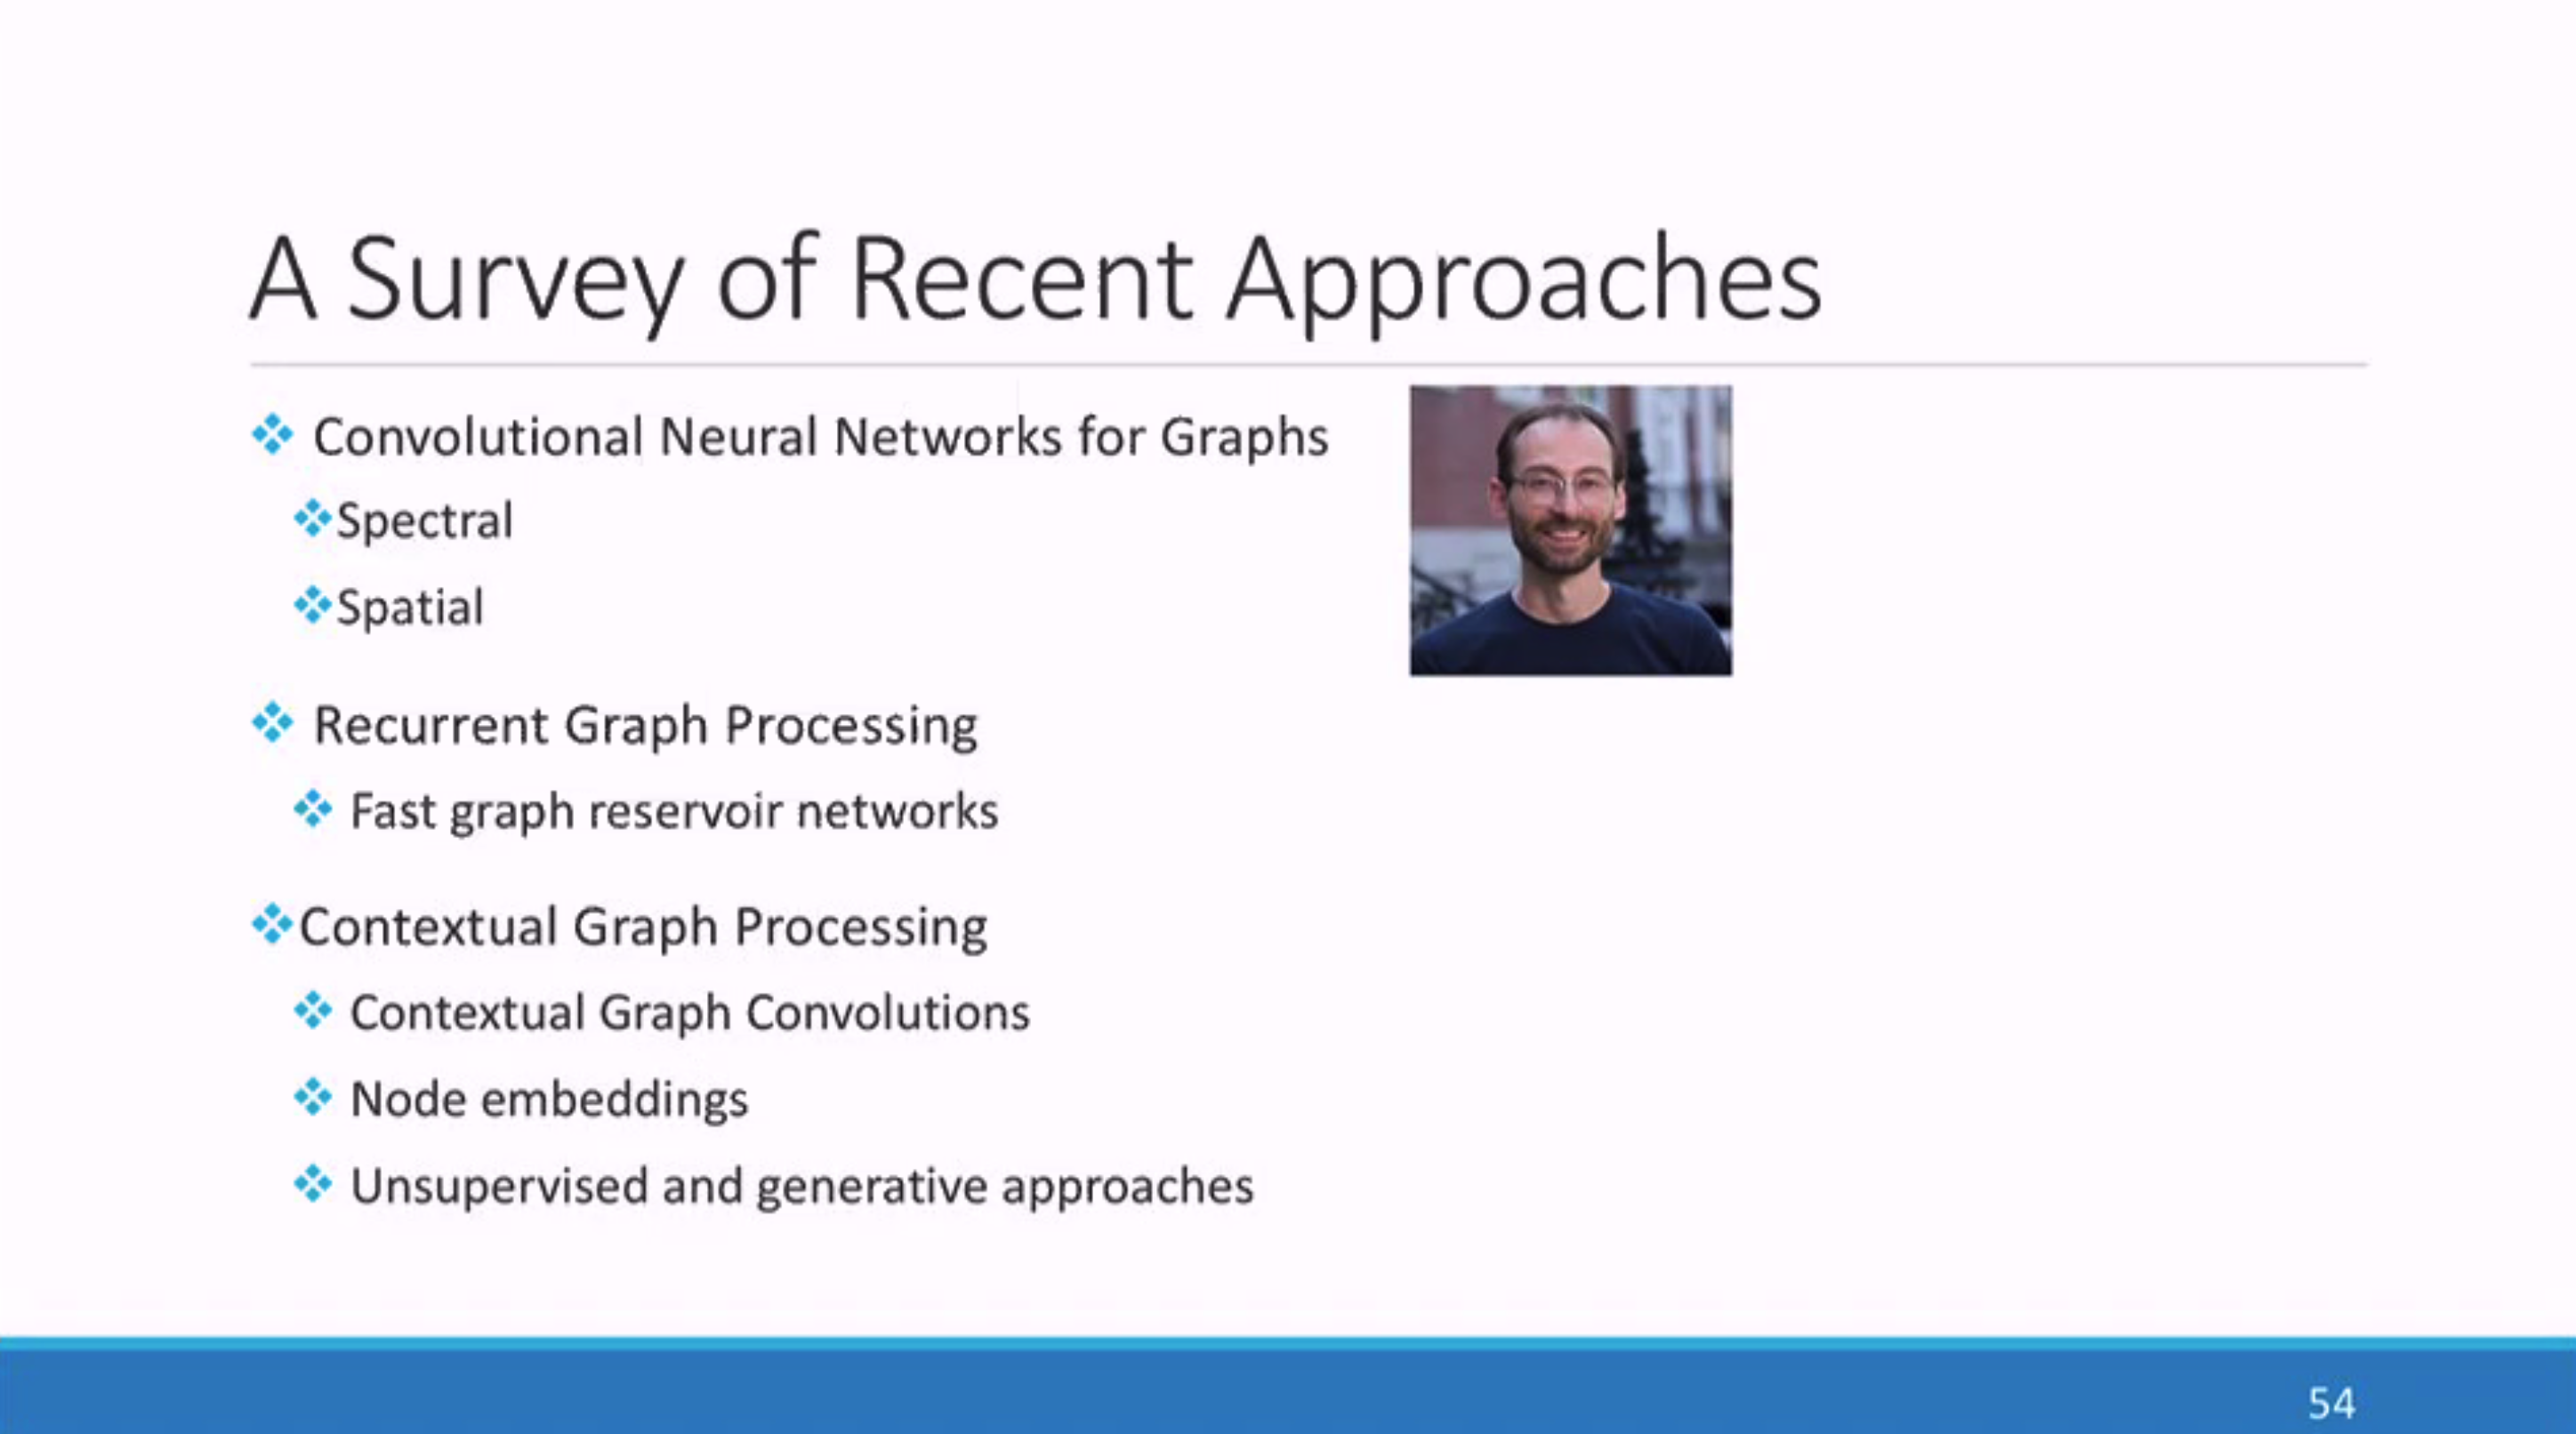 A Survey of Recent Approaches
Convolutional Neural Networks for Graphs
Spectral
Spatial
Recurrent Graph Processing
Fast graph reservoir networks
Contextual Graph Processing
Contextual Graph Convolutions
Node embeddings
Unsupervised and generative approaches
54